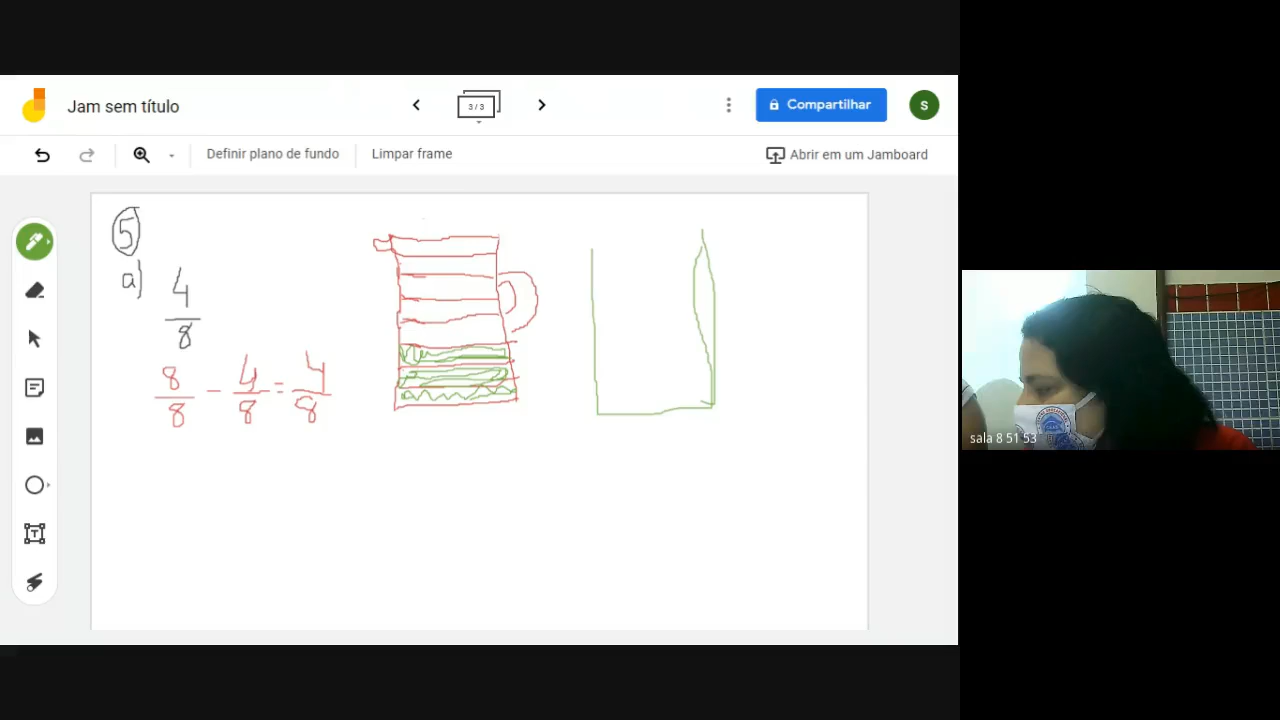 Jam sem título
3 / 3
Compartilhar
S
Definir plano de fundo
Limpar frame
Abrir em um Jamboard
5
a) 4/8
8/8 - 4/8 = 4/8
sala 8 51 53